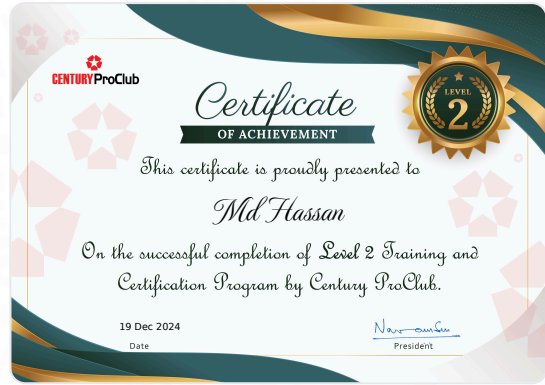 CENTURY ProClub
Certificate
OF ACHIEVEMENT
LEVEL
2
This certificate is proudly presented to
Md Hassan
On the successful completion of Level 2 Training and
Certification Program by Century ProClub.
19 Dec 2024
Date
President